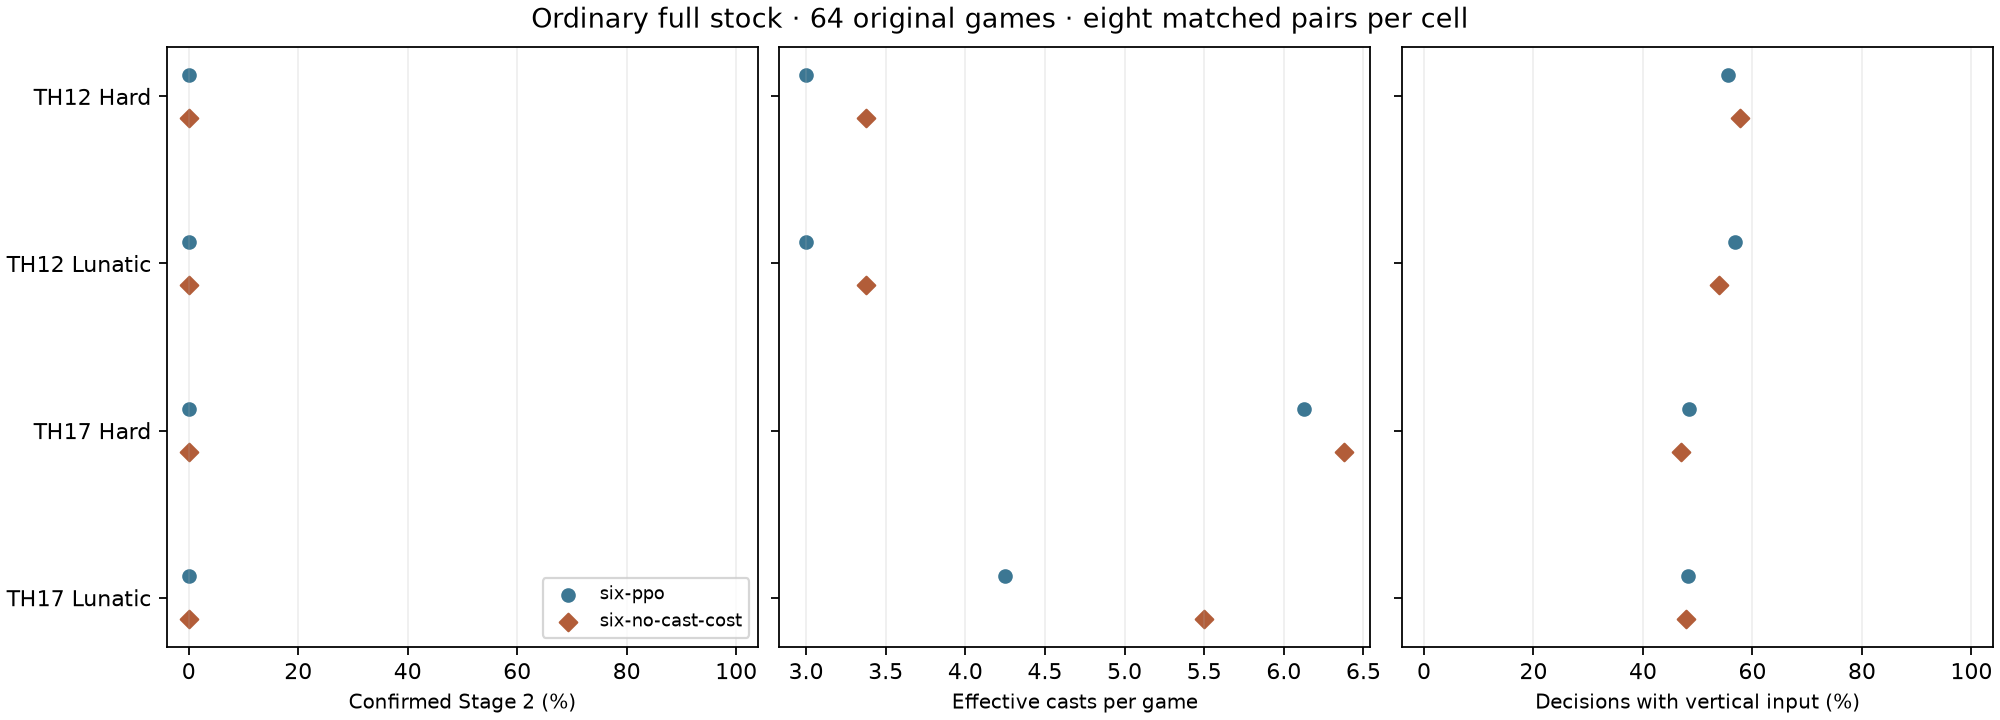 Ordinary full stock · 64 original games · eight matched pairs per cell
TH12 Hard
TH12 Lunatic
TH17 Hard
TH17 Lunatic
six-ppo
six-no-cast-cost
0 20 40 60 80 100
Confirmed Stage 2 (%)
3.0 3.5 4.0 4.5 5.0 5.5 6.0 6.5
Effective casts per game
0 20 40 60 80 100
Decisions with vertical input (%)